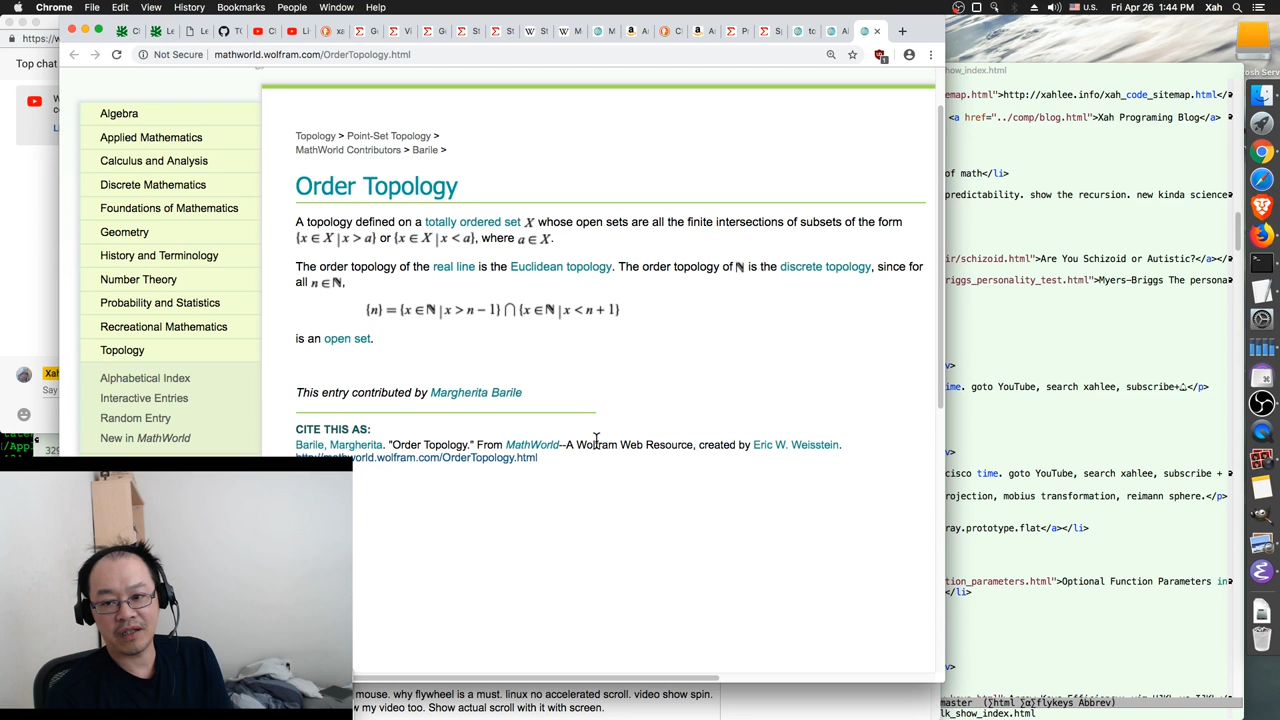 Chrome File Edit View History Bookmarks People Window Help
Fri Apr 26 1:44 PM Xah
U.S.
https://w
Top chat
Not Secure | mathworld.wolfram.com/OrderTopology.html
Algebra
Applied Mathematics
Calculus and Analysis
Discrete Mathematics
Foundations of Mathematics
Geometry
History and Terminology
Number Theory
Probability and Statistics
Recreational Mathematics
Topology
Alphabetical Index
Interactive Entries
Random Entry
New in MathWorld
Topology > Point-Set Topology >
MathWorld Contributors > Barile >
Order Topology
A topology defined on a totally ordered set X whose open sets are all the finite intersections of subsets of the form
{x ∈ X | x > a} or {x ∈ X | x < a}, where a ∈ X.
The order topology of the real line is the Euclidean topology. The order topology of ℕ is the discrete topology, since for
all n ∈ ℕ,
{n} = {x ∈ ℕ | x > n − 1} ⋂ {x ∈ ℕ | x < n + 1}
is an open set.
This entry contributed by Margherita Barile
CITE THIS AS:
Barile, Margherita. "Order Topology." From MathWorld--A Wolfram Web Resource, created by Eric W. Weisstein.
http://mathworld.wolfram.com/OrderTopology.html
mouse. why flywheel is a must. linux no accelerated scroll. video show spin.
my video too. Show actual scroll with it with screen.
how_index.html
emap.html">http://xahlee.info/xah_code_sitemap.html</
<a href="../comp/blog.html">Xah Programing Blog</a>
of math</li>
predictability. show the recursion. new kinda science
ir/schizoid.html">Are You Schizoid or Autistic?</a>
riggs_personality_test.html">Myers-Briggs The persona
v>
time. goto YouTube, search xahlee, subscribe+</p>
v>
cisco time. goto YouTube, search xahlee, subscribe +
rojection, mobius transformation, reimann sphere.</p>
ray.prototype.flat</a></li>
tion_parameters.html">Optional Function Parameters in
</li>
v>
master (∑html ∑α∫flykeys Abbrev)
lk_show_index.html